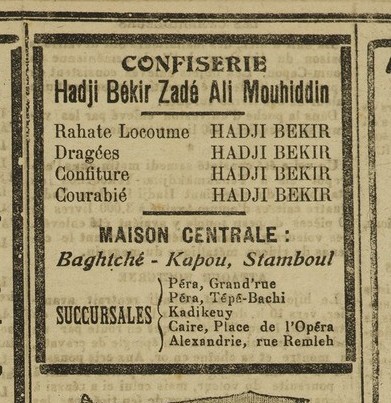 CONFISERIE
Hadji Békir Zadé Ali Mouhiddin
Rahate Locoume HADJI BEKIR
Dragées HADJI BEKIR
Confiture HADJI BEKIR
Courabié HADJI BEKIR
MAISON CENTRALE :
Baghtché - Kapou, Stamboul
SUCCURSALES
Péra, Grand'rue
Péra, Tépé-Bachi
Kadikeuy
Caire, Place de l'Opéra
Alexandrie, rue Remleh